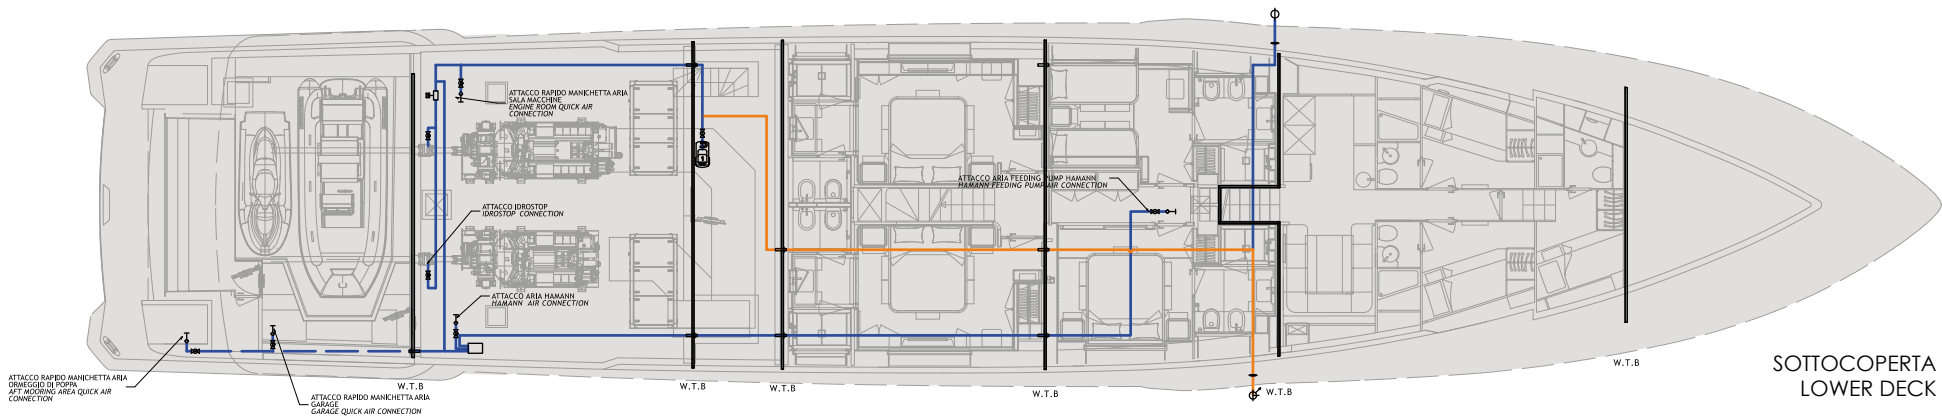 ATTACCO RAPIDO MANICHETTA ARIA
SALA MACCHINE
ENGINE ROOM QUICK AIR
CONNECTION
ATTACCO ARIA FEEDING PUMP HAMANN
HAMANN FEEDING PUMP AIR CONNECTION
ATTACCO IDROSTOP
IDROSTOP CONNECTION
ATTACCO ARIA HAMANN
HAMANN AIR CONNECTION
ATTACCO RAPIDO MANICHETTA ARIA
ORMEGGIO DI POPPA
AFT MOORING AREA QUICK AIR
CONNECTION
ATTACCO RAPIDO MANICHETTA ARIA
GARAGE
GARAGE QUICK AIR CONNECTION
W.T.B
W.T.B
W.T.B
W.T.B
W.T.B
W.T.B
SOTTOCOPERTA
LOWER DECK